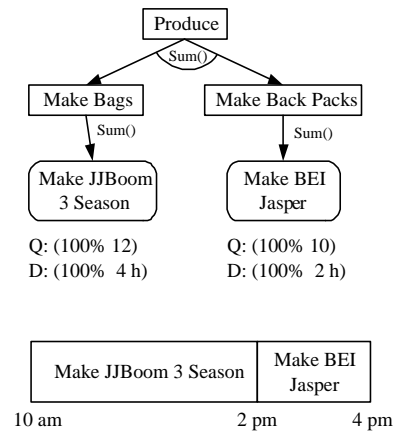 Produce
Sum()
Make Bags
Make Back Packs
Sum()
Sum()
Make JJBoom
3 Season
Make BEI
Jasper
Q: (100% 12)
D: (100% 4 h)
Q: (100% 10)
D: (100% 2 h)
Make JJBoom 3 Season
Make BEI
Jasper
10 am
2 pm
4 pm